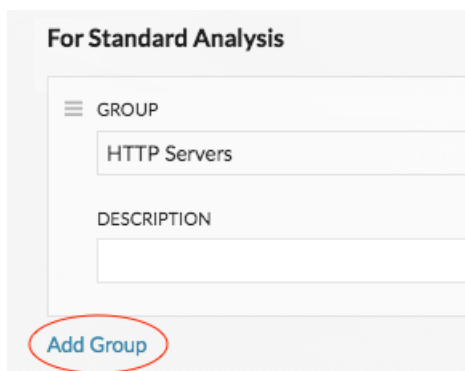 For Standard Analysis
GROUP
HTTP Servers
DESCRIPTION
Add Group